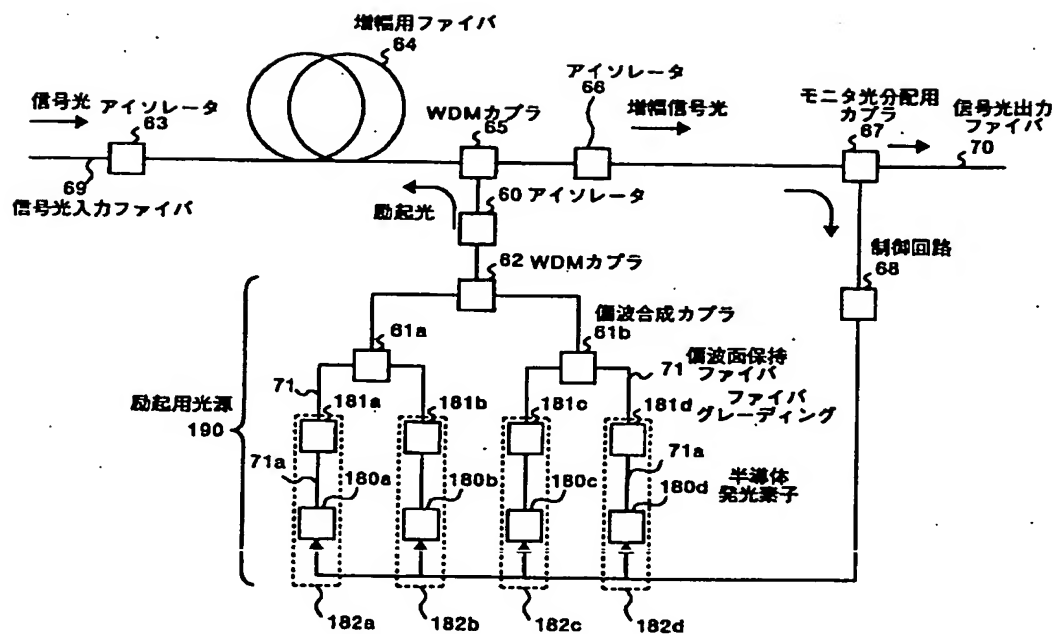 増幅用ファイバ
64
信号光
アイソレータ
63
WDMカプラ
65
アイソレータ
66
増幅信号光
モニタ光分配用
カプラ
67
信号光出力
ファイバ
70
69
信号光入力ファイバ
励起光
60 アイソレータ
62 WDMカプラ
制御回路
68
61a
偏波合成カプラ
61b
71
71
偏波面保持
ファイバ
ファイバ
グレーディング
励起用光源
190
181a
181b
181c
181d
71a
71a
180a
180b
180c
180d
半導体
発光素子
182a
182b
182c
182d